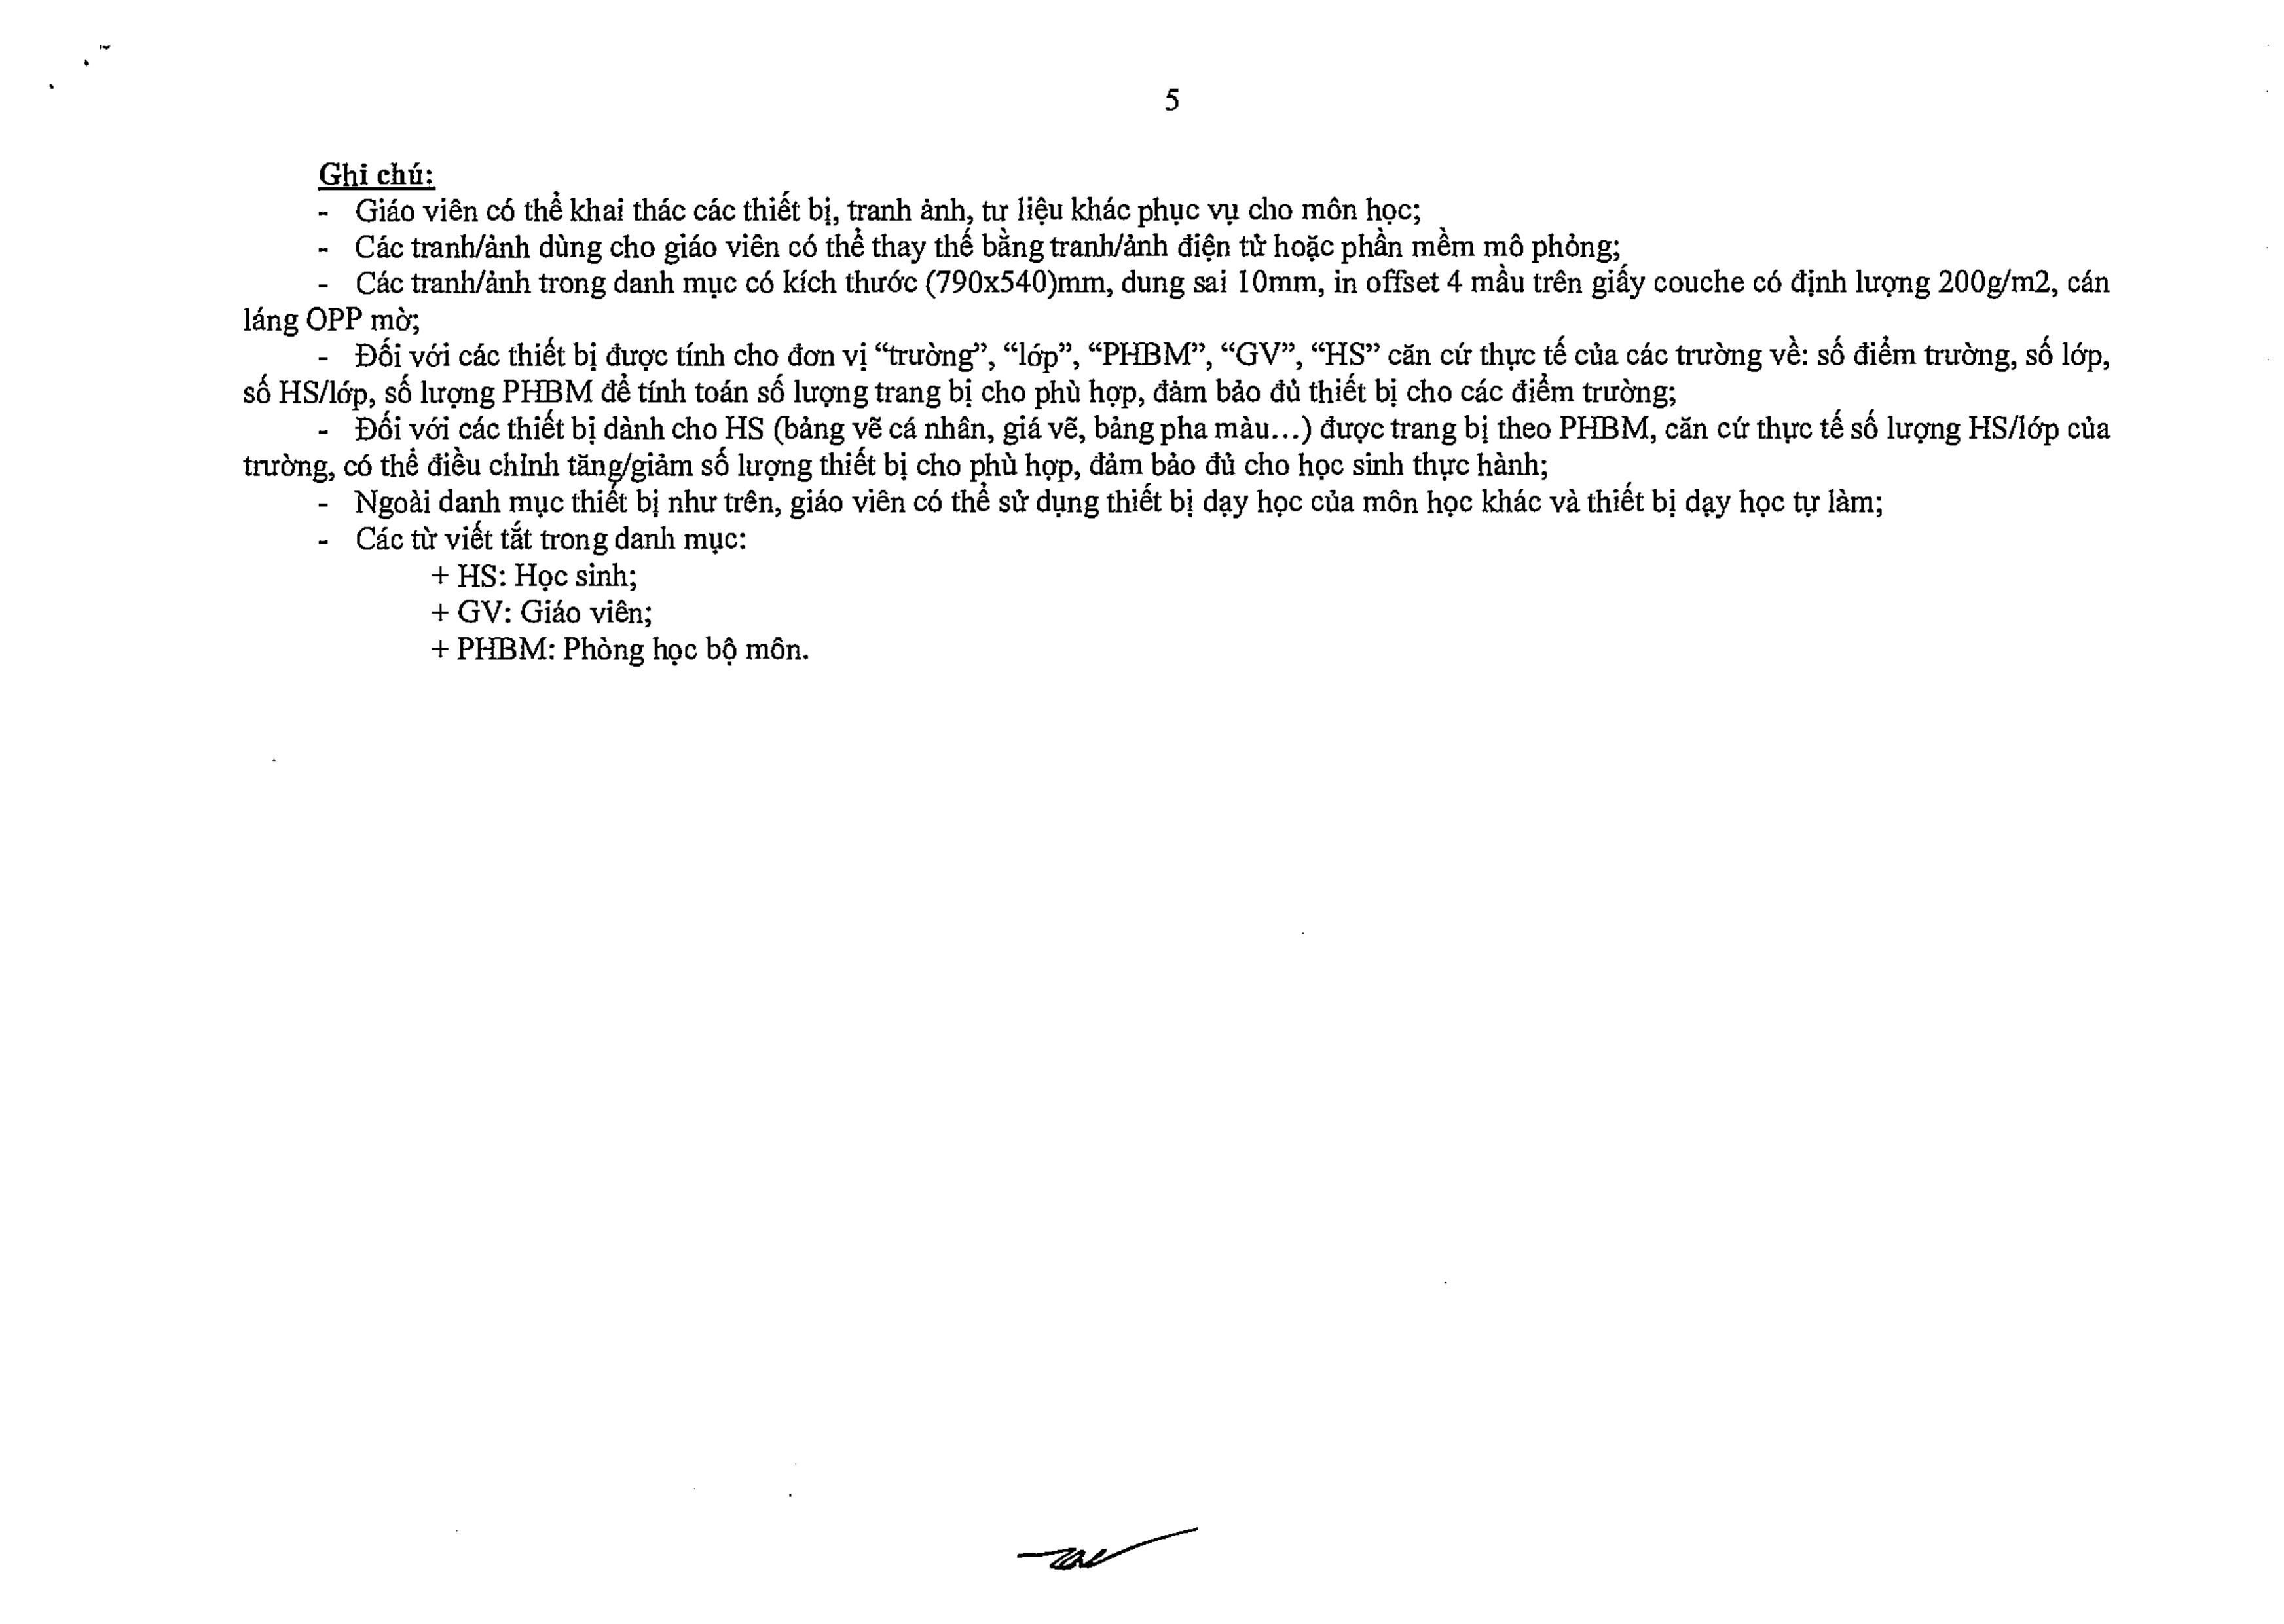 5
Ghi chú:
- Giáo viên có thể khai thác các thiết bị, tranh ảnh, tư liệu khác phục vụ cho môn học;
- Các tranh/ảnh dùng cho giáo viên có thể thay thế bằng tranh/ảnh điện tử hoặc phần mềm mô phỏng;
- Các tranh/ảnh trong danh mục có kích thước (790x540)mm, dung sai 10mm, in offset 4 mầu trên giấy couche có định lượng 200g/m2, cán
láng OPP mờ;
- Đối với các thiết bị được tính cho đơn vị “trường”, “lớp”, “PHBM”, “GV”, “HS” căn cứ thực tế của các trường về: số điểm trường, số lớp,
số HS/lớp, số lượng PHBM để tính toán số lượng trang bị cho phù hợp, đảm bảo đủ thiết bị cho các điểm trường;
- Đối với các thiết bị dành cho HS (bảng vẽ cá nhân, giá vẽ, bảng pha màu...) được trang bị theo PHBM, căn cứ thực tế số lượng HS/lớp của
trường, có thể điều chỉnh tăng/giảm số lượng thiết bị cho phù hợp, đảm bảo đủ cho học sinh thực hành;
- Ngoài danh mục thiết bị như trên, giáo viên có thể sử dụng thiết bị dạy học của môn học khác và thiết bị dạy học tự làm;
- Các từ viết tắt trong danh mục:
+ HS: Học sinh;
+ GV: Giáo viên;
+ PHBM: Phòng học bộ môn.